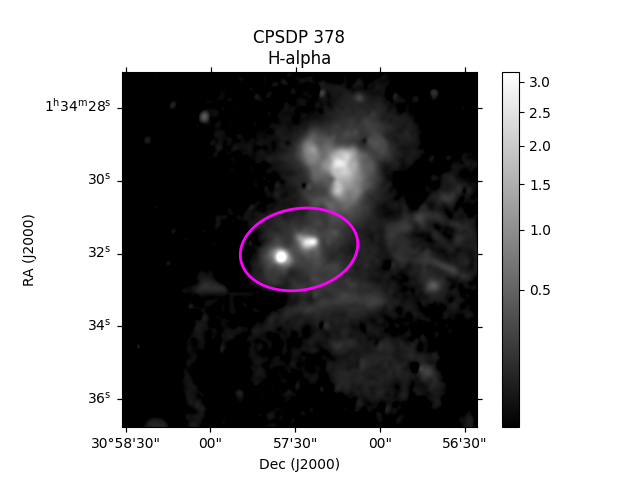 CPSDP 378
H-alpha
1ʰ34ᵐ28ˢ
30ˢ
32ˢ
34ˢ
36ˢ
RA (J2000)
30°58'30" 00" 57'30" 00" 56'30"
Dec (J2000)
3.0
2.5
2.0
1.5
1.0
0.5